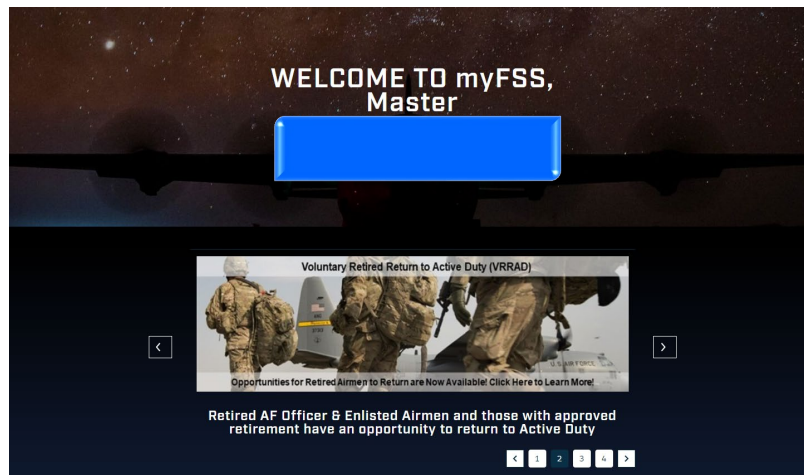 WELCOME TO myFSS,
Master
Voluntary Retired Return to Active Duty (VRRAD)
U.S. AIR FORCE
Opportunities for Retired Airmen to Return are Now Available! Click Here to Learn More!
Retired AF Officer & Enlisted Airmen and those with approved
retirement have an opportunity to return to Active Duty
1 2 3 4